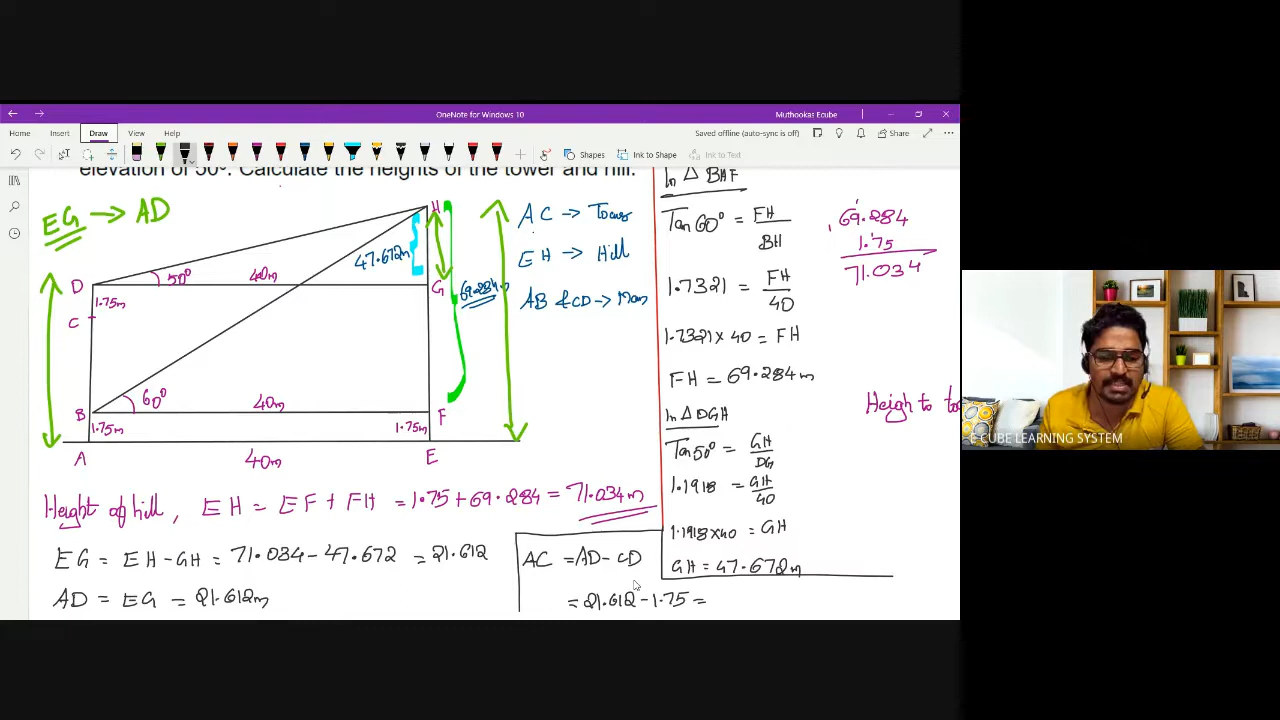 OneNote for Windows 10
Muthookas Ecube
Home Insert Draw View Help
Saved offline (auto-sync is off)
Share
Shapes Ink to Shape Ink to Text
elevation of 50°. Calculate the heights of the tower and hill.
EG → AD
H
47.672m
D
50°
40m
G
69.284m
1.75m
C
B
60°
40m
F
1.75m
1.75m
A
40m
E
AC → Tower
EH → Hill
AB & CD → Man
Height of hill, EH = EF + FH = 1.75 + 69.284 = 71.034m
EG = EH - GH = 71.034 - 47.672 = 21.612
AD = EG = 21.612m
AC = AD - CD
= 21.612 - 1.75 =
In △ BHF
Tan 60° = FH
BH
1.7321 = FH
40
1.7321 × 40 = FH
FH = 69.284 m
In △ DGH
Tan 50° = GH
DG
1.1918 = GH
40
1.1918 × 40 = GH
GH = 47.672m
69.284
1.75
71.034
E CUBE LEARNING SYSTEM